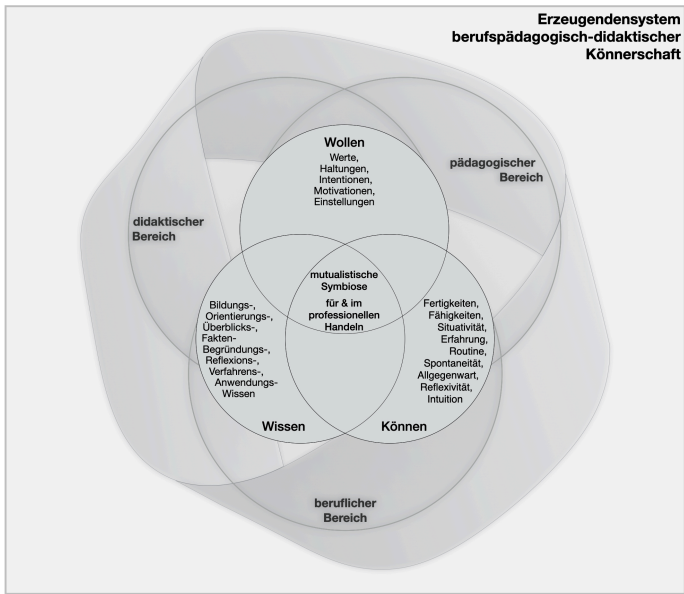 Erzeugendensystem
berufspädagogisch-didaktischer
Könnerschaft
Wollen
Werte,
Haltungen,
Intentionen,
Motivationen,
Einstellungen
pädagogischer
Bereich
didaktischer
Bereich
mutualistische
Symbiose
für & im
professionellen
Handeln
Bildungs-,
Orientierungs-,
Überblicks-,
Fakten-
Begründungs-,
Reflexions-,
Verfahrens-,
Anwendungs-
Wissen
Fertigkeiten,
Fähigkeiten,
Situativität,
Erfahrung,
Routine,
Spontaneität,
Allgegenwart,
Reflexivität,
Intuition
Wissen
Können
beruflicher
Bereich